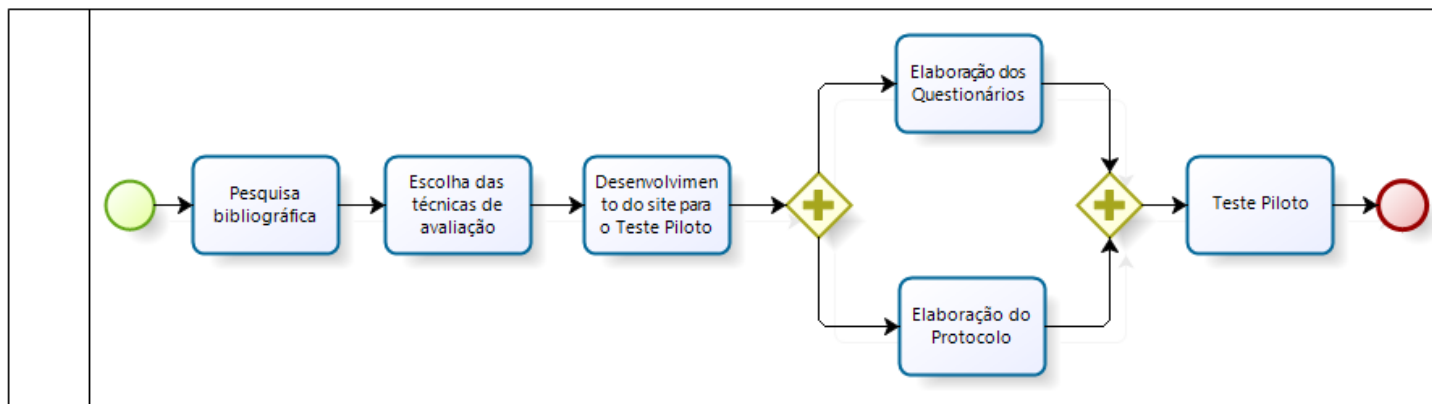 Pesquisa
bibliográfica
Escolha das
técnicas de
avaliação
Desenvolvimen
to do site para
o Teste Piloto
Elaboração dos
Questionários
Elaboração do
Protocolo
Teste Piloto